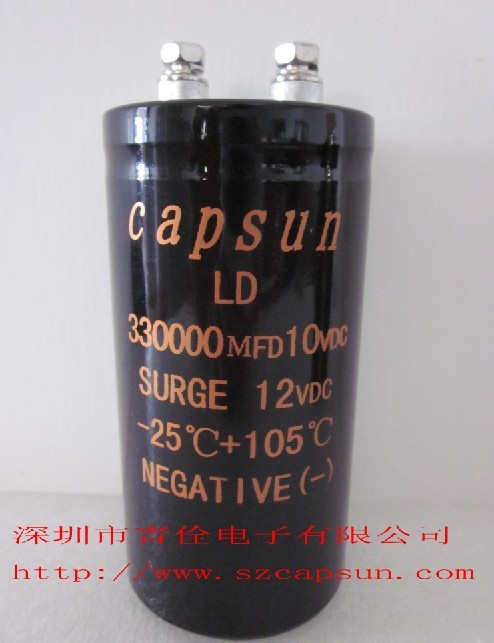 capsun
LD
330000MFD10VDC
SURGE 12VDC
-25℃+105℃
NEGATIVE(-)
深圳市吉佺电子有限公司
http://www.szcapsun.com